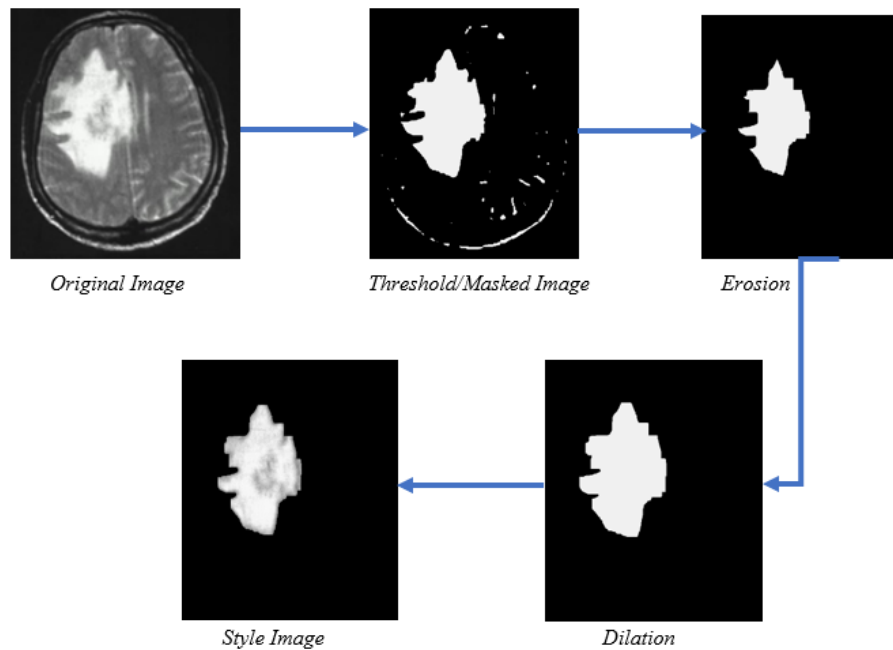 Original Image
Threshold/Masked Image
Erosion
Style Image
Dilation